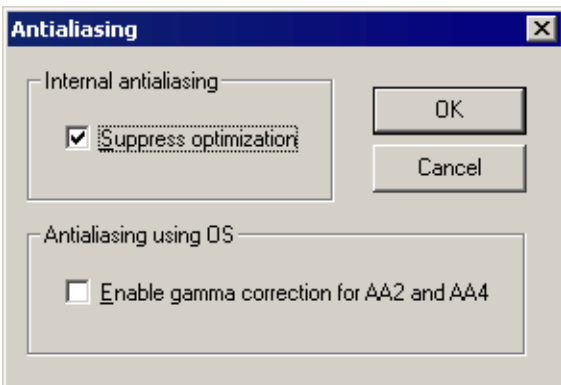 Antialiasing
Internal antialiasing
Suppress optimization
OK
Cancel
Antialiasing using OS
Enable gamma correction for AA2 and AA4